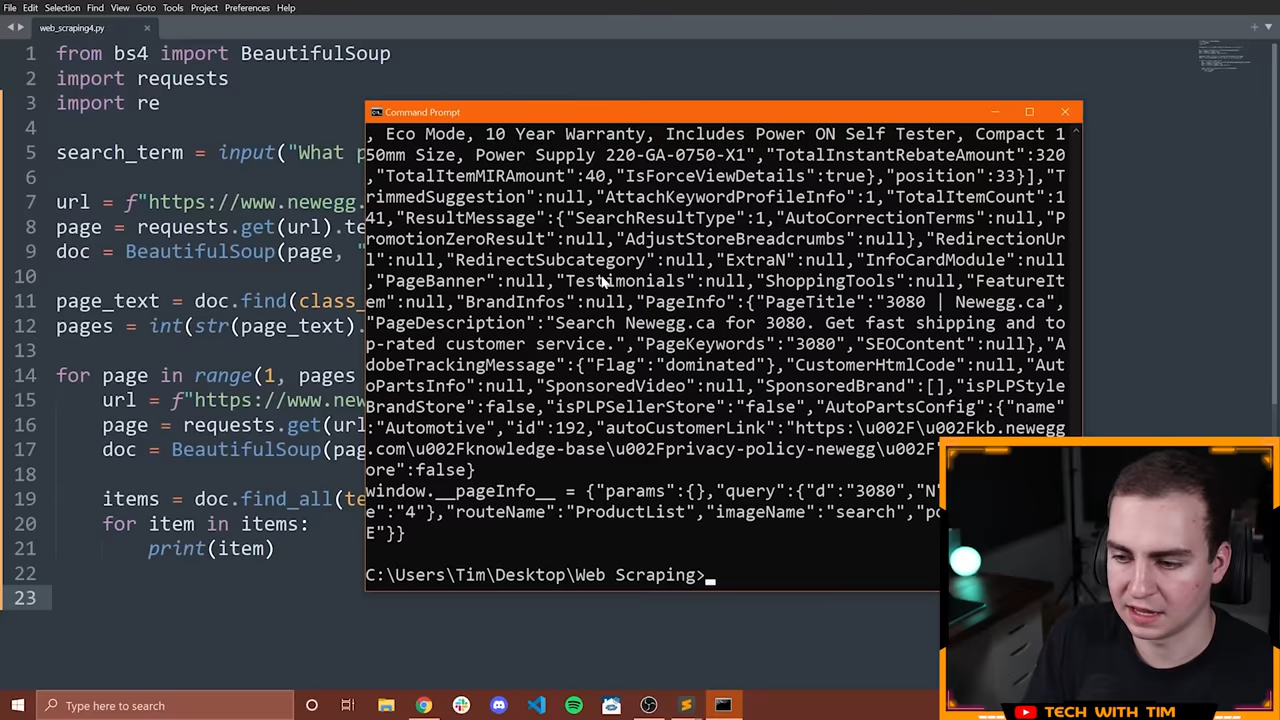 File Edit Selection Find View Goto Tools Project Preferences Help
web_scraping4.py
1 from bs4 import BeautifulSoup
2 import requests
3 import re
4
5 search_term = input("What p
6
7 url = f"https://www.newegg.
8 page = requests.get(url).te
9 doc = BeautifulSoup(page, "
10
11 page_text = doc.find(class_
12 pages = int(str(page_text).
13
14 for page in range(1, pages
15 url = f"https://www.new
16 page = requests.get(url
17 doc = BeautifulSoup(pag
18
19 items = doc.find_all(te
20 for item in items:
21 print(item)
22
23
Command Prompt
, Eco Mode, 10 Year Warranty, Includes Power ON Self Tester, Compact 1
50mm Size, Power Supply 220-GA-0750-X1","TotalInstantRebateAmount":320
,"TotalItemMIRAmount":40,"IsForceViewDetails":true},"position":33}],"T
rimmedSuggestion":null,"AttachKeywordProfileInfo":1,"TotalItemCount":1
41,"ResultMessage":{"SearchResultType":1,"AutoCorrectionTerms":null,"P
romotionZeroResult":null,"AdjustStoreBreadcrumbs":null},"RedirectionUr
l":null,"RedirectSubcategory":null,"ExtraN":null,"InfoCardModule":null
,"PageBanner":null,"Testimonials":null,"ShoppingTools":null,"FeatureIt
em":null,"BrandInfos":null,"PageInfo":{"PageTitle":"3080 | Newegg.ca",
"PageDescription":"Search Newegg.ca for 3080. Get fast shipping and to
p-rated customer service.","PageKeywords":"3080","SEOContent":null},"A
dobeTrackingMessage":{"Flag":"dominated"},"CustomerHtmlCode":null,"Aut
oPartsInfo":null,"SponsoredVideo":null,"SponsoredBrand":[],"isPLPStyle
BrandStore":false,"isPLPSellerStore":"false","AutoPartsConfig":{"name"
:"Automotive","id":192,"autoCustomerLink":"https:\u002F\u002Fkb.newegg
.com\u002Fknowledge-base\u002Fprivacy-policy-newegg\u002F
ore":false}
window.__pageInfo__ = {"params":{},"query":{"d":"3080","N"
e":"4"},"routeName":"ProductList","imageName":"search","po
E"}}
C:\Users\Tim\Desktop\Web Scraping>
Type here to search
TECH WITH TIM